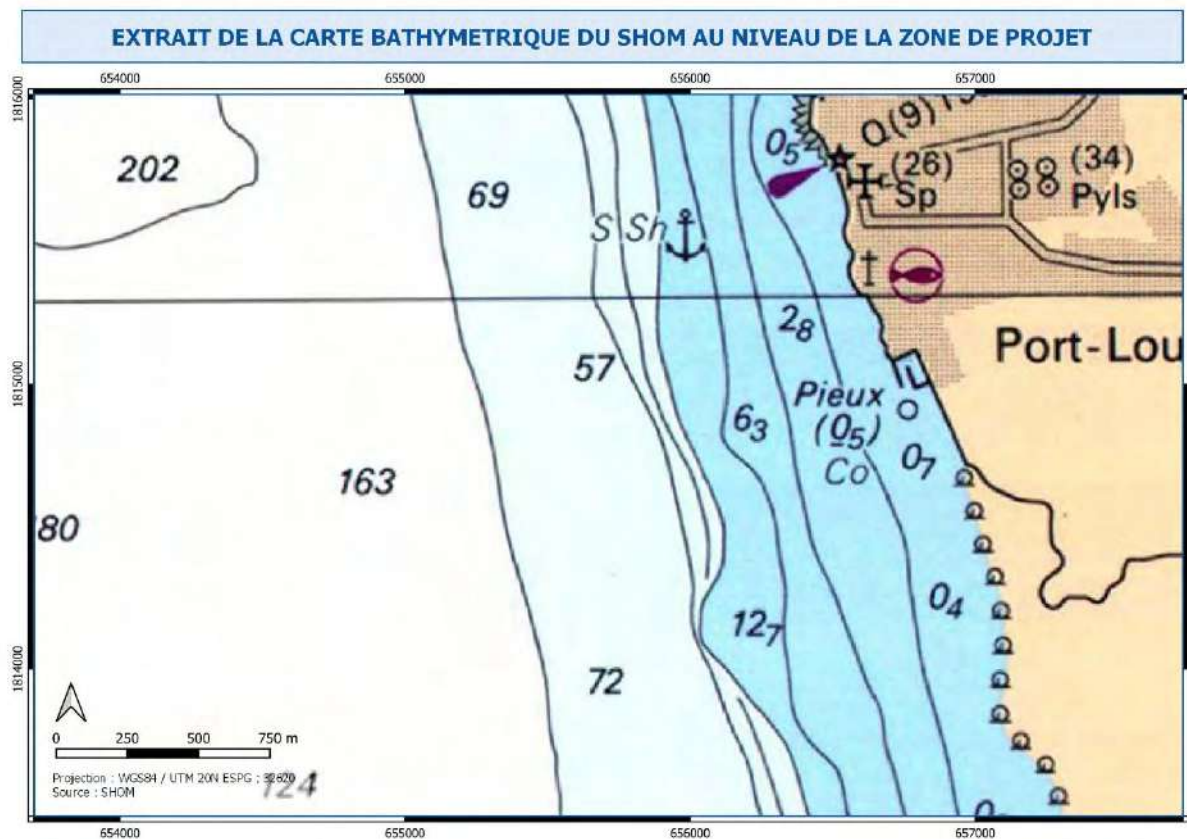 EXTRAIT DE LA CARTE BATHYMETRIQUE DU SHOM AU NIVEAU DE LA ZONE DE PROJET
654000 655000 656000 657000
1816000
1815000
1814000
Q(9)
0₅
202
(26)
(34)
Sp
Pyls
69
S Sh
2₈
Port-Lou
57
Pieux
6₃
(0₅)
0₇
Co
163
80
0₄
12₇
72
0 250 500 750 m
Projection : WGS84 / UTM 20N ESPG : 32620
124
Source : SHOM
654000 655000 656000 657000